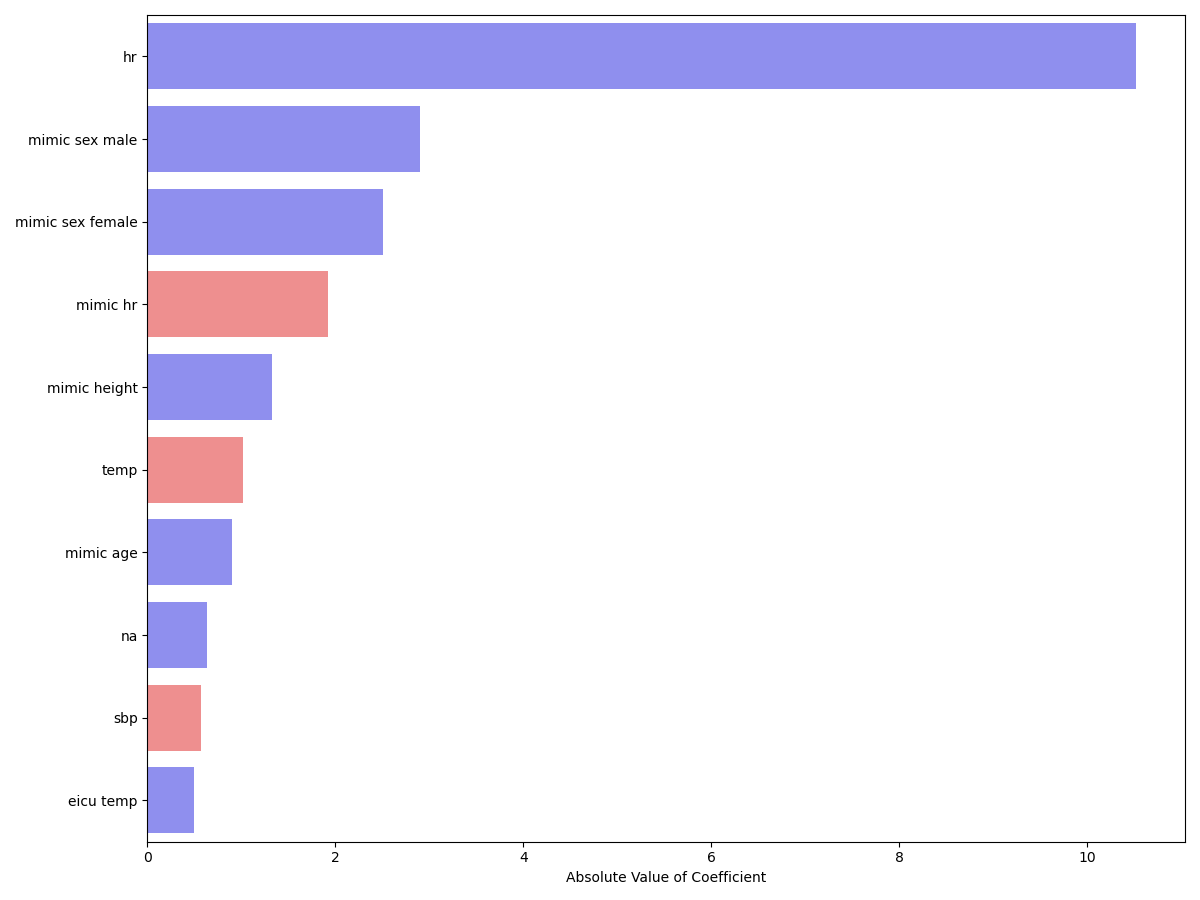 hr
mimic sex male
mimic sex female
mimic hr
mimic height
temp
mimic age
na
sbp
eicu temp
0 2 4 6 8 10
Absolute Value of Coefficient